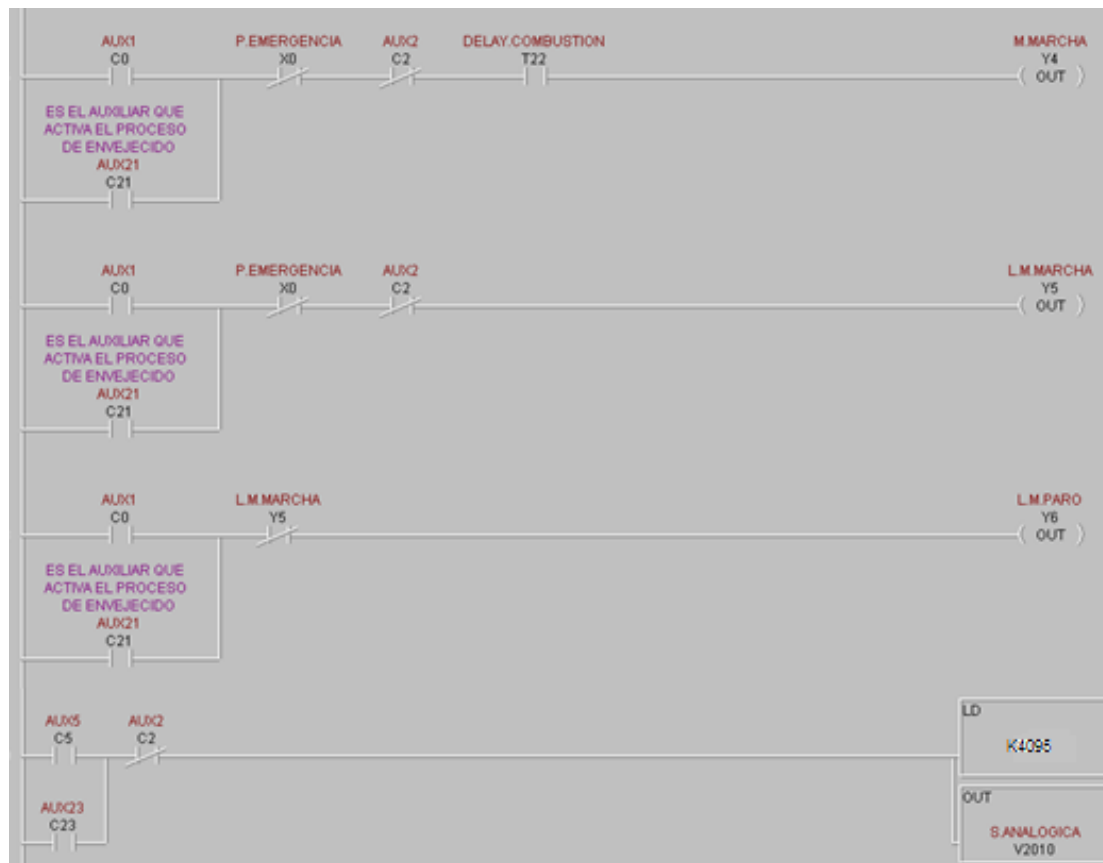 AUX1 P.EMERGENCIA AUX2 DELAY.COMBUSTION M.MARCHA
C0 X0 C2 T22 Y4
OUT
ES EL AUXILIAR QUE
ACTIVA EL PROCESO
DE ENVEJECIDO
AUX21
C21
AUX1 P.EMERGENCIA AUX2 L.M.MARCHA
C0 X0 C2 Y5
OUT
ES EL AUXILIAR QUE
ACTIVA EL PROCESO
DE ENVEJECIDO
AUX21
C21
AUX1 L.M.MARCHA L.M.PARO
C0 Y5 Y6
OUT
ES EL AUXILIAR QUE
ACTIVA EL PROCESO
DE ENVEJECIDO
AUX21
C21
AUX5 AUX2 LD
C5 C2 K4095
AUX23 OUT
C23 S.ANALOGICA
V2010